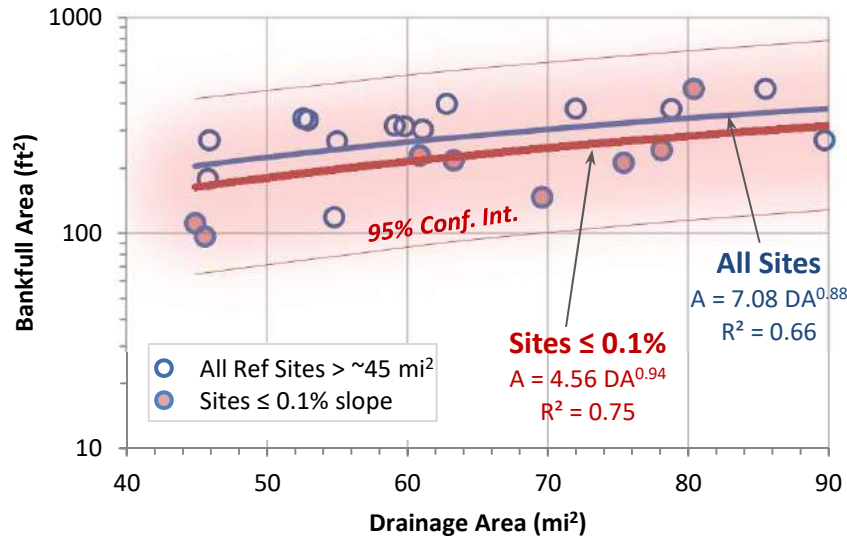 1000
100
10
Bankfull Area (ft²)
95% Conf. Int.
All Sites
A = 7.08 DA^0.88
R² = 0.66
Sites ≤ 0.1%
A = 4.56 DA^0.94
R² = 0.75
All Ref Sites > ~45 mi²
Sites ≤ 0.1% slope
40 50 60 70 80 90
Drainage Area (mi²)